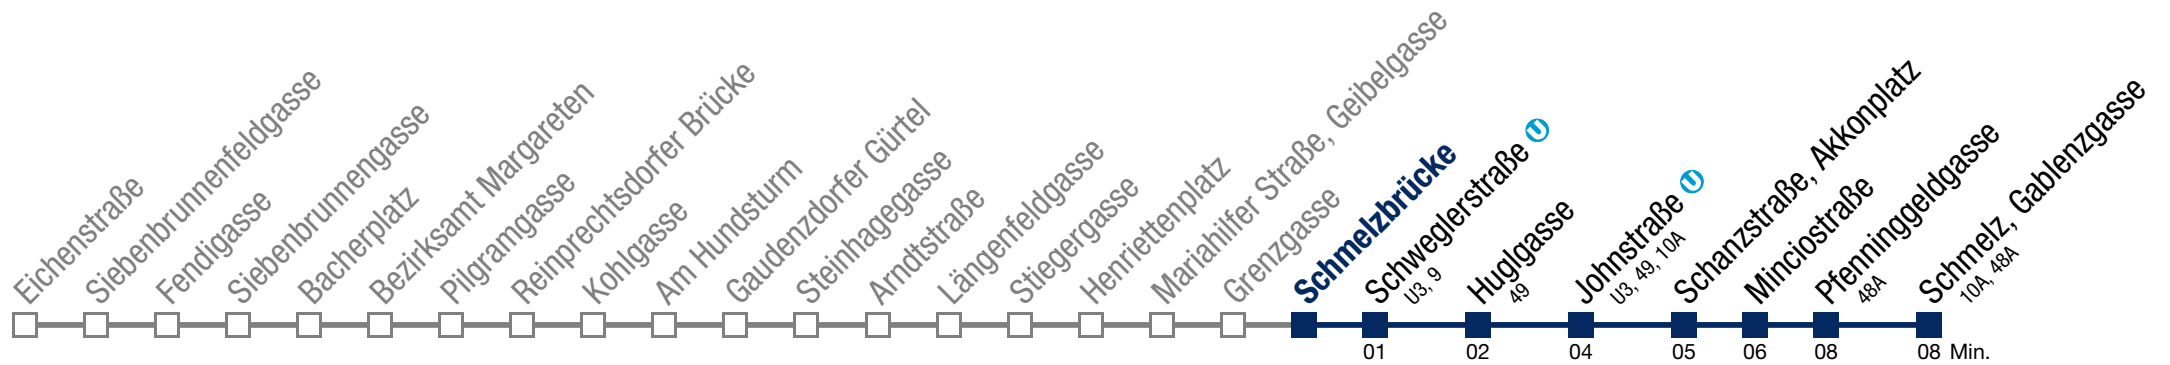 Eichenstraße
Siebenbrunnenfeldgasse
Fendigasse
Siebenbrunnengasse
Bacherplatz
Bezirksamt Margareten
Pilgramgasse
Reinprechtsdorfer Brücke
Kohlgasse
Am Hundsturm
Gaudenzdorfer Gürtel
Steinhagegasse
Arndtstraße
Längenfeldgasse
Stiegergasse
Henriettenplatz
Mariahilfer Straße, Geibelgasse
Grenzgasse
Schmelzbrücke
Schweglerstraße U
U3, 9
Huglgasse
49
Johnstraße U
U3, 49, 10A
Schanzstraße, Akkonplatz
Minciostraße
Pfenninggeldgasse
48A
Schmelz, Gablenzgasse
10A, 48A
01 02 04 05 06 08 08 Min.